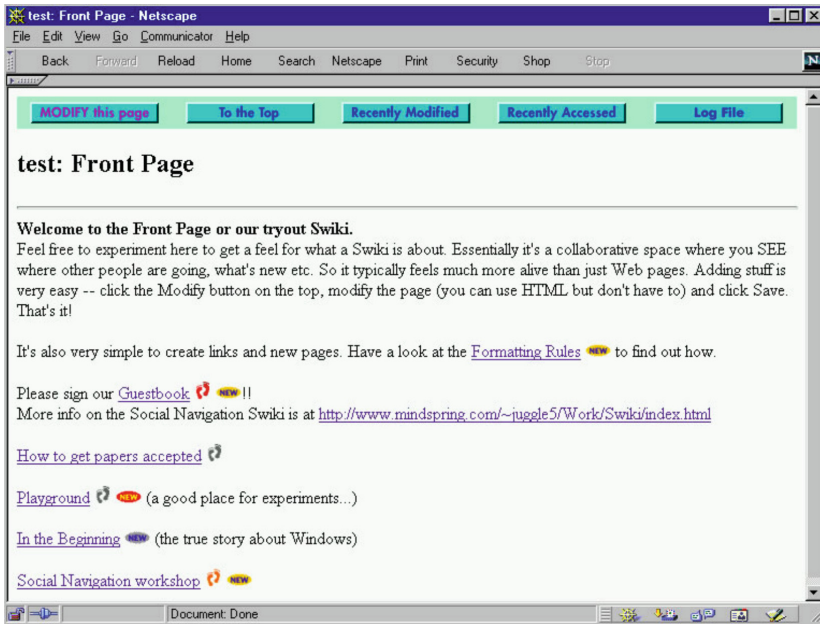 test: Front Page - Netscape
File Edit View Go Communicator Help
Back Forward Reload Home Search Netscape Print Security Shop Stop
N
MODIFY this page To the Top Recently Modified Recently Accessed Log File
test: Front Page
Welcome to the Front Page or our tryout Swiki.
Feel free to experiment here to get a feel for what a Swiki is about. Essentially it's a collaborative space where you SEE
where other people are going, what's new etc. So it typically feels much more alive than just Web pages. Adding stuff is
very easy -- click the Modify button on the top, modify the page (you can use HTML but don't have to) and click Save.
That's it!
It's also very simple to create links and new pages. Have a look at the Formatting Rules NEW to find out how.
Please sign our Guestbook NEW !!
More info on the Social Navigation Swiki is at http://www.mindspring.com/~juggle5/Work/Swiki/index.html
How to get papers accepted
Playground NEW (a good place for experiments...)
In the Beginning NEW (the true story about Windows)
Social Navigation workshop NEW
Document: Done